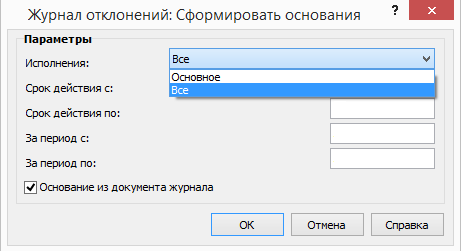 Журнал отклонений: Сформировать основания
?
Параметры
Исполнения:
Все
Основное
Все
Срок действия с:
Срок действия по:
За период с:
За период по:
Основание из документа журнала
ОК
Отмена
Справка